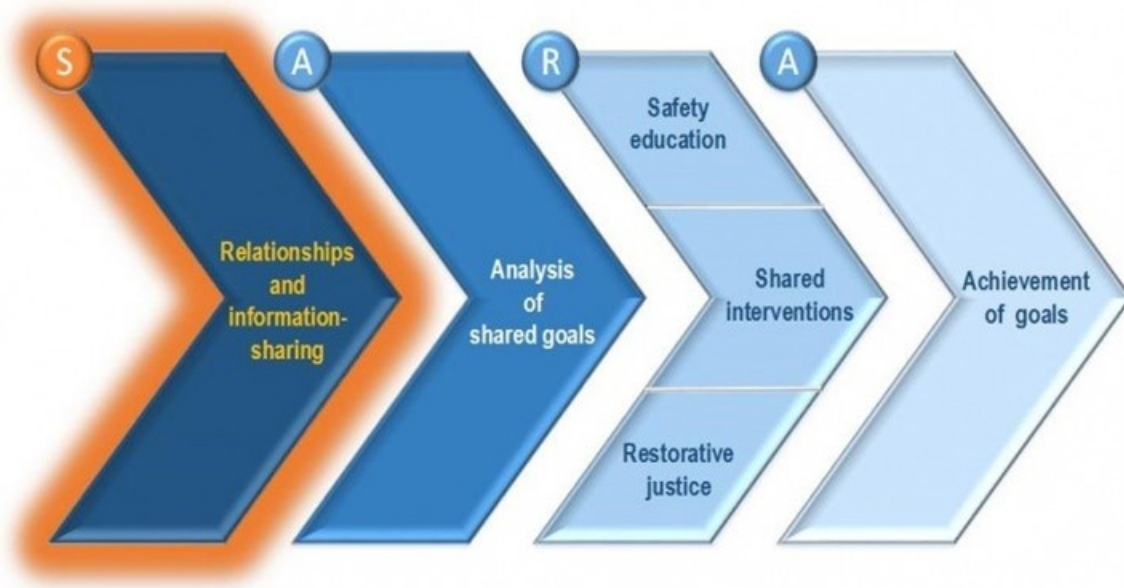 S
Relationships
and
information-
sharing
A
Analysis
of
shared goals
R
Safety
education
Shared
interventions
Restorative
justice
A
Achievement
of goals